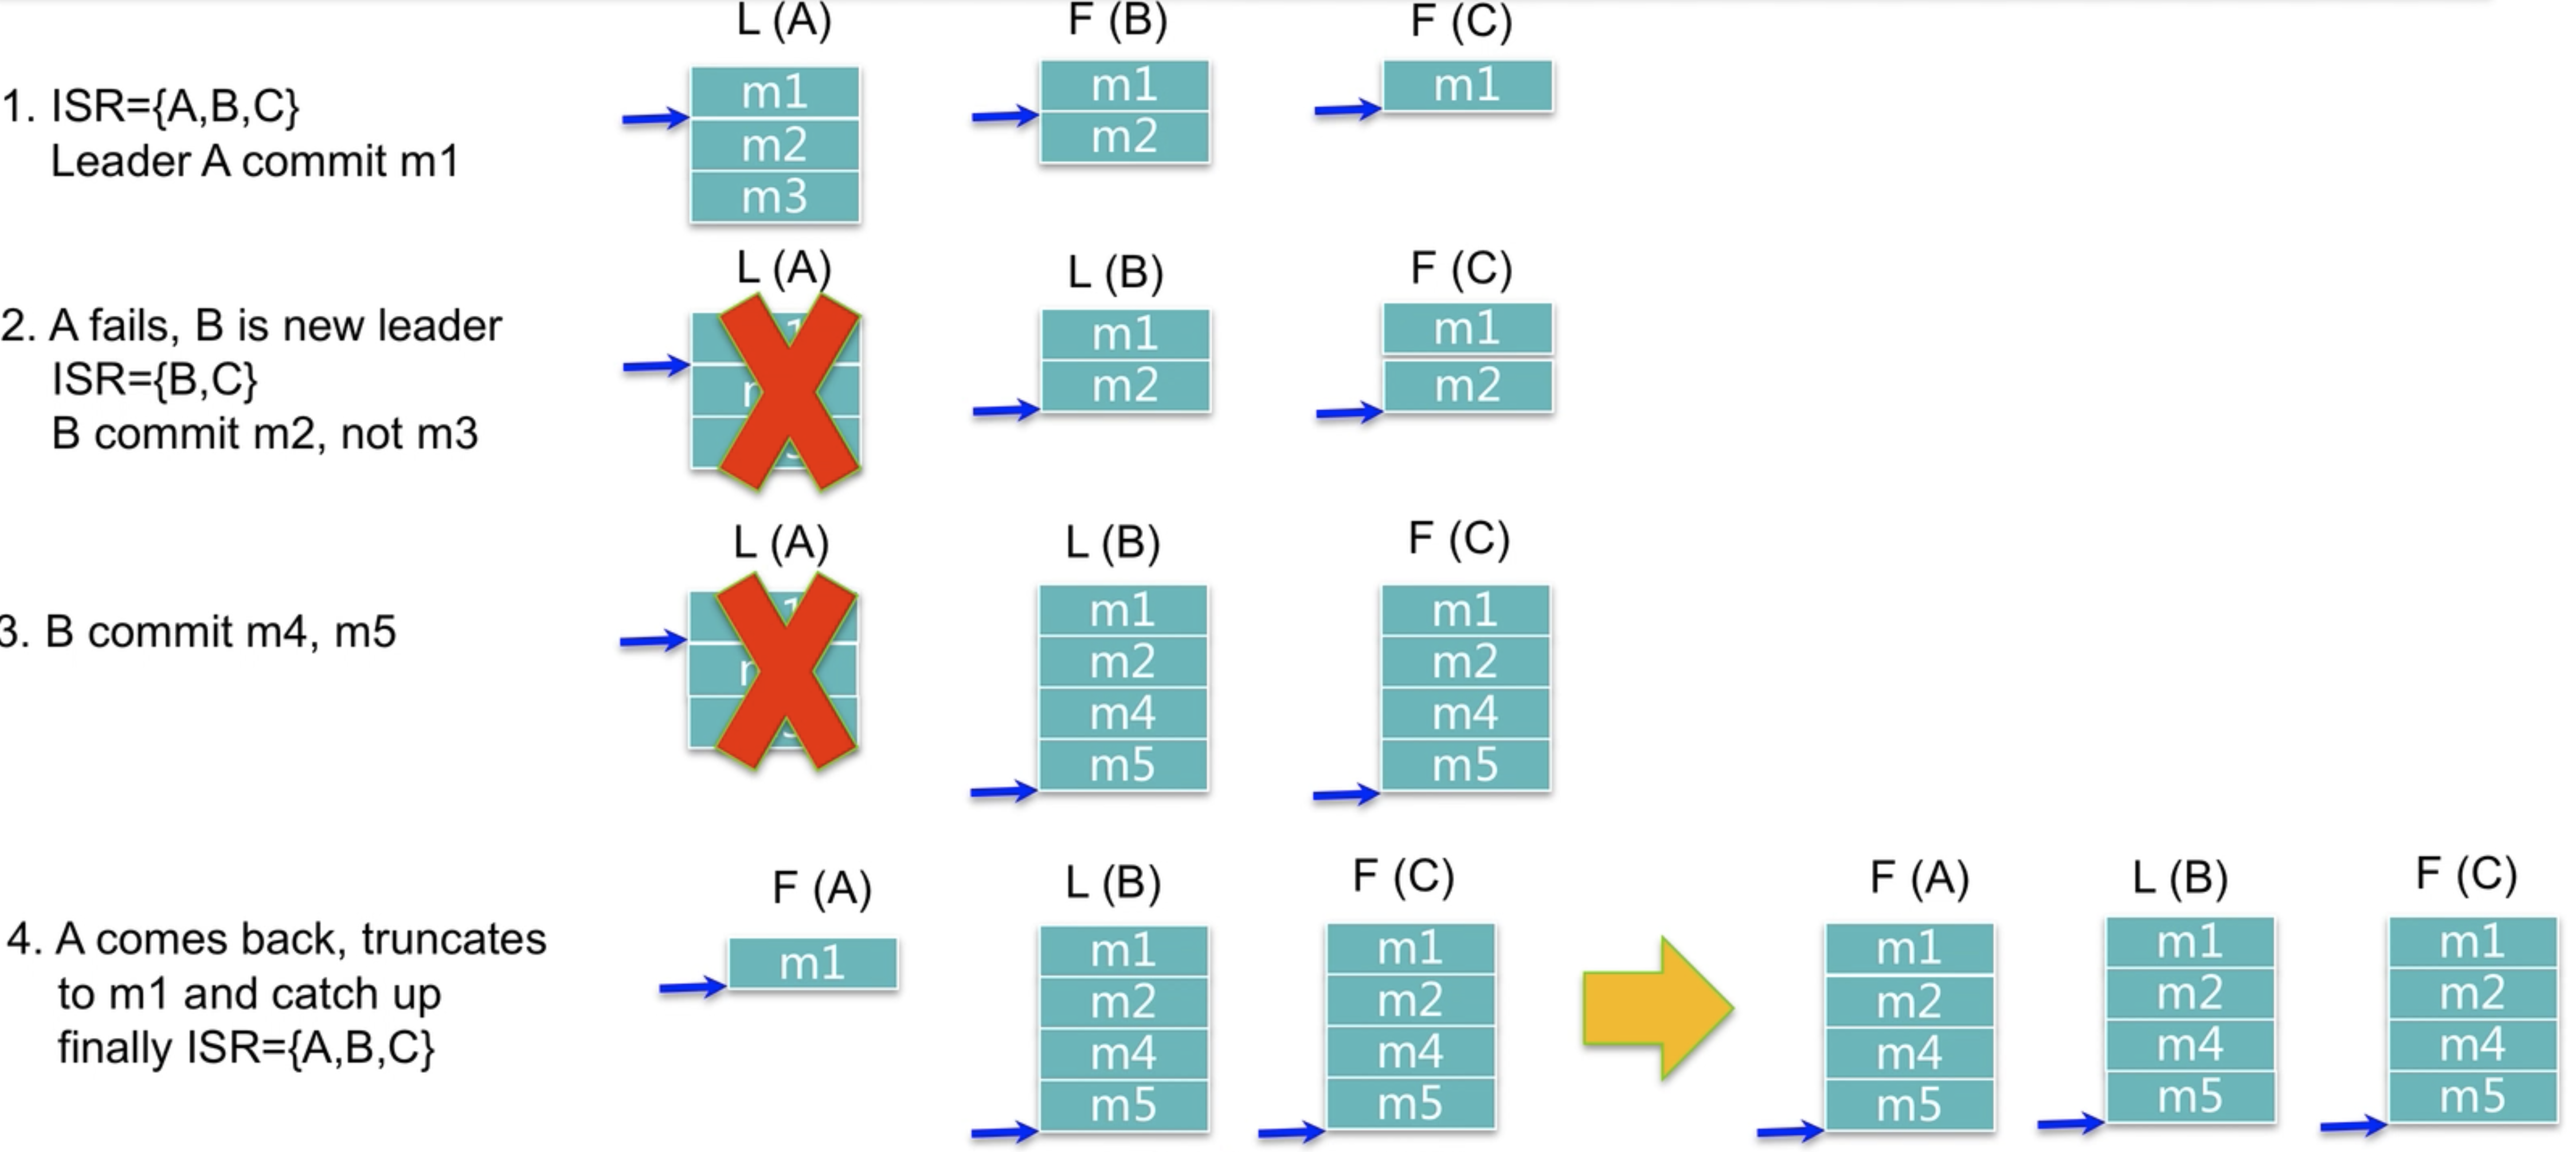 L (A)
F (B)
F (C)
1. ISR={A,B,C}
Leader A commit m1
m1
m2
m3
m1
m2
m1
L (A)
L (B)
F (C)
2. A fails, B is new leader
ISR={B,C}
B commit m2, not m3
m1
m2
m1
m2
L (A)
L (B)
F (C)
3. B commit m4, m5
m1
m2
m4
m5
m1
m2
m4
m5
F (A)
L (B)
F (C)
F (A)
L (B)
F (C)
4. A comes back, truncates
to m1 and catch up
finally ISR={A,B,C}
m1
m1
m2
m4
m5
m1
m2
m4
m5
m1
m2
m4
m5
m1
m2
m4
m5
m1
m2
m4
m5